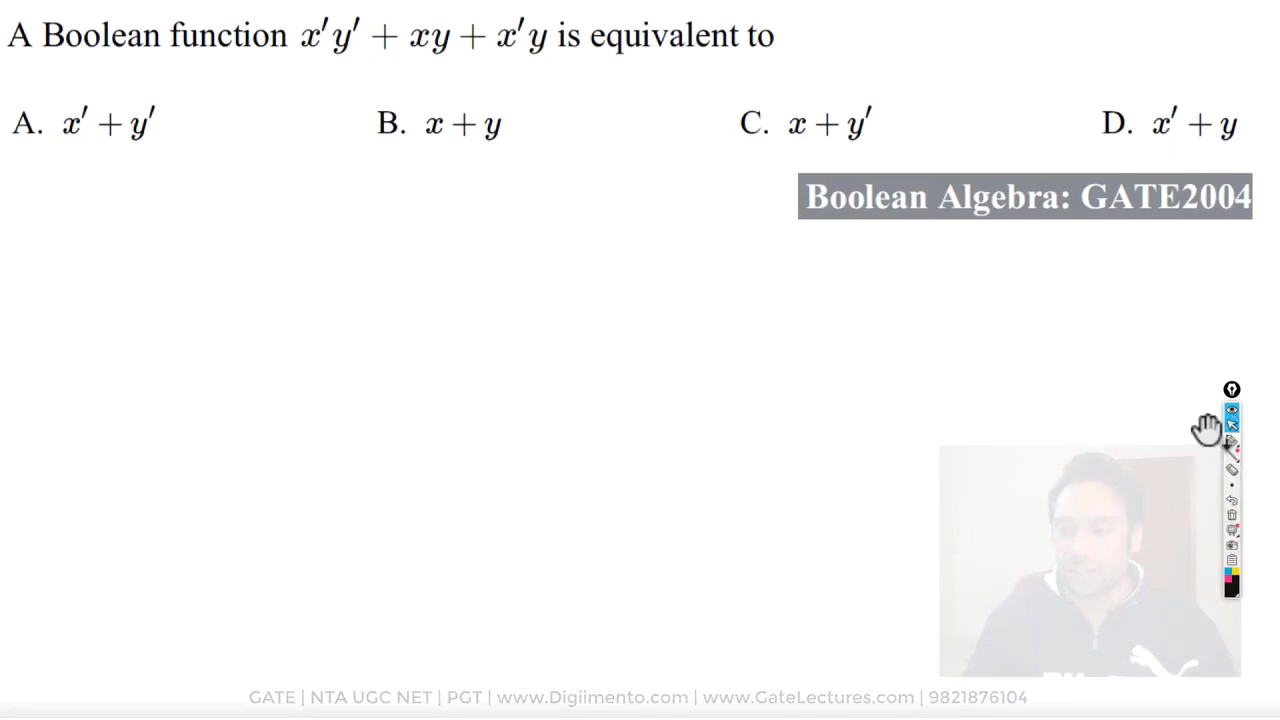 A Boolean function x′y′ + xy + x′y is equivalent to
A. x′ + y′ B. x + y C. x + y′ D. x′ + y
Boolean Algebra: GATE2004
GATE | NTA UGC NET | PGT | www.Digiimento.com | www.GateLectures.com | 9821876104